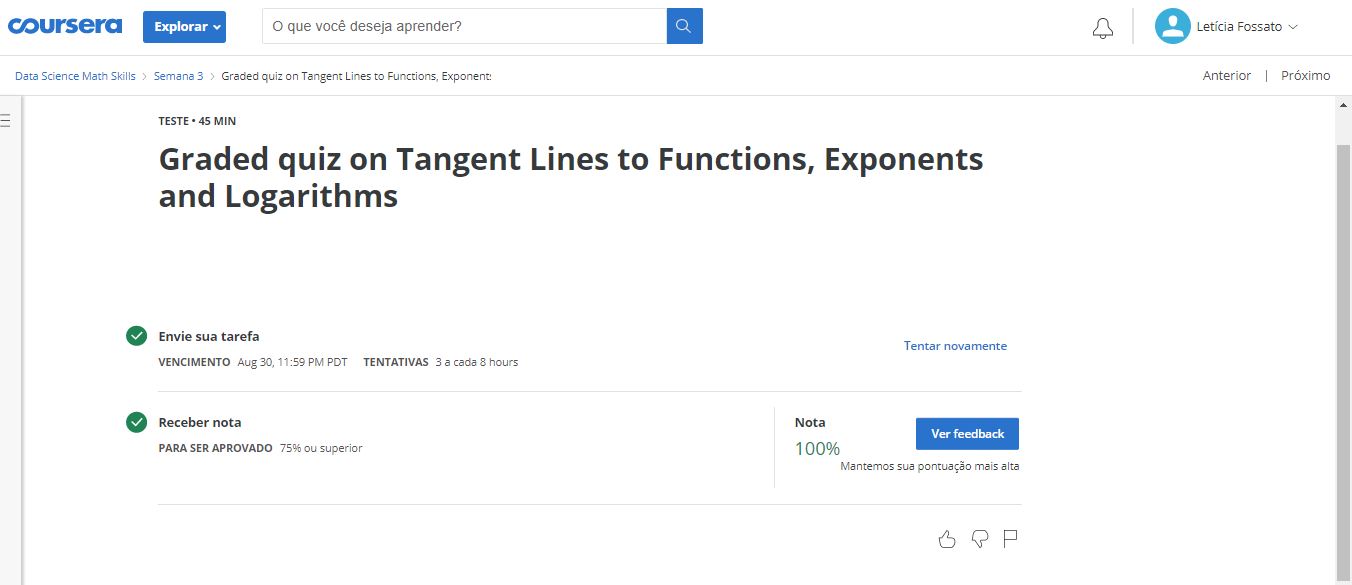 coursera Explorar O que você deseja aprender? Letícia Fossato
Data Science Math Skills > Semana 3 > Graded quiz on Tangent Lines to Functions, Exponents Anterior | Próximo
TESTE • 45 MIN
Graded quiz on Tangent Lines to Functions, Exponents
and Logarithms
Envie sua tarefa
Tentar novamente
VENCIMENTO Aug 30, 11:59 PM PDT TENTATIVAS 3 a cada 8 hours
Receber nota
PARA SER APROVADO 75% ou superior
Nota
100%
Ver feedback
Mantemos sua pontuação mais alta